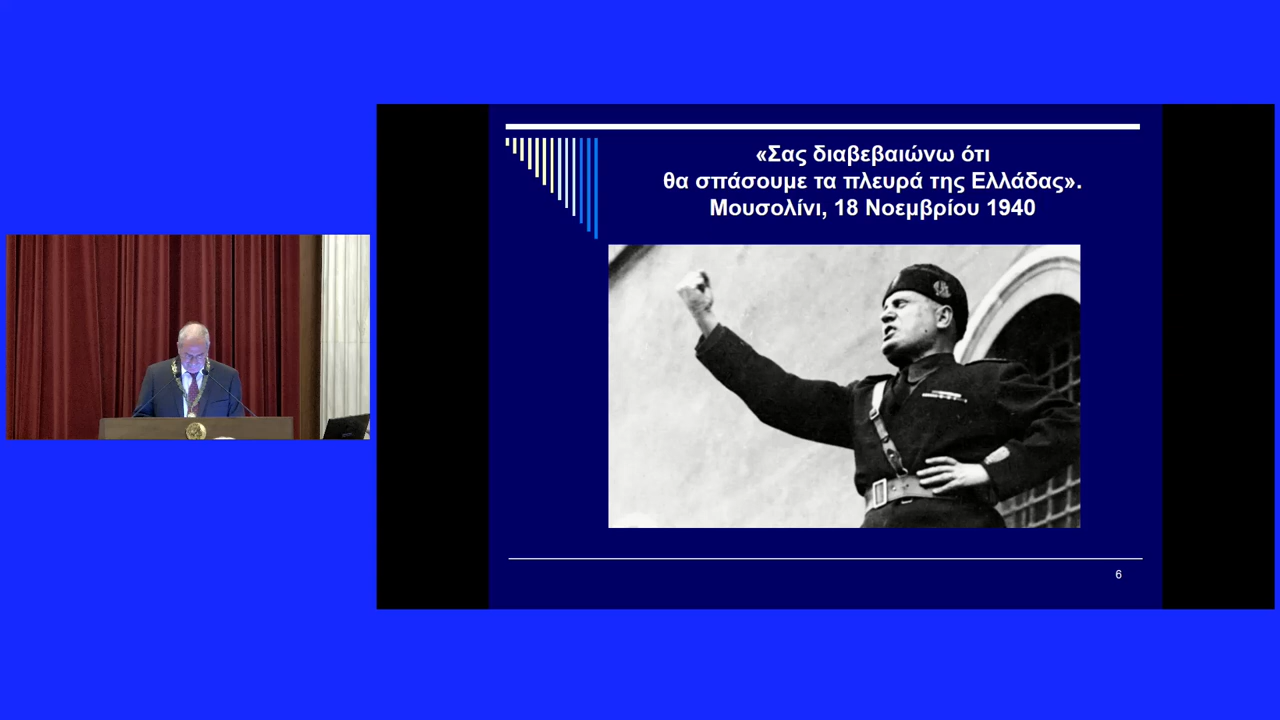 «Σας διαβεβαιώνω ότι
θα σπάσουμε τα πλευρά της Ελλάδας».
Μουσολίνι, 18 Νοεμβρίου 1940
6